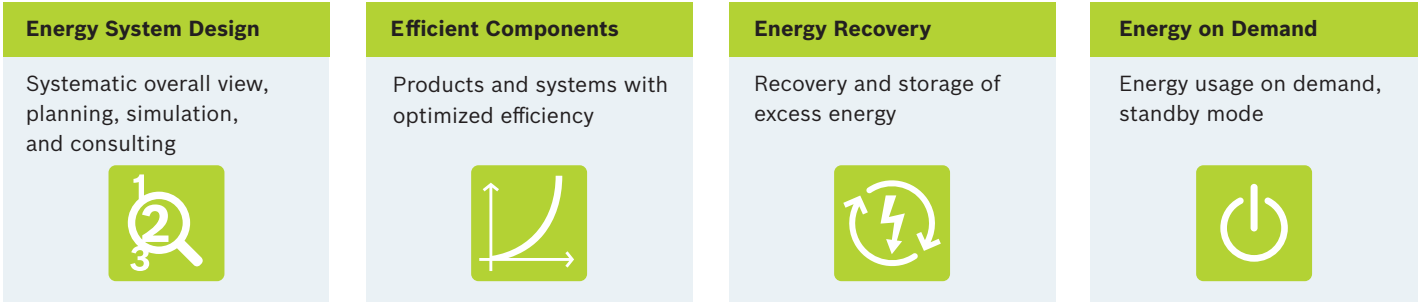 Energy System Design
Systematic overall view,
planning, simulation,
and consulting
1
2
3
Efficient Components
Products and systems with
optimized efficiency
Energy Recovery
Recovery and storage of
excess energy
Energy on Demand
Energy usage on demand,
standby mode